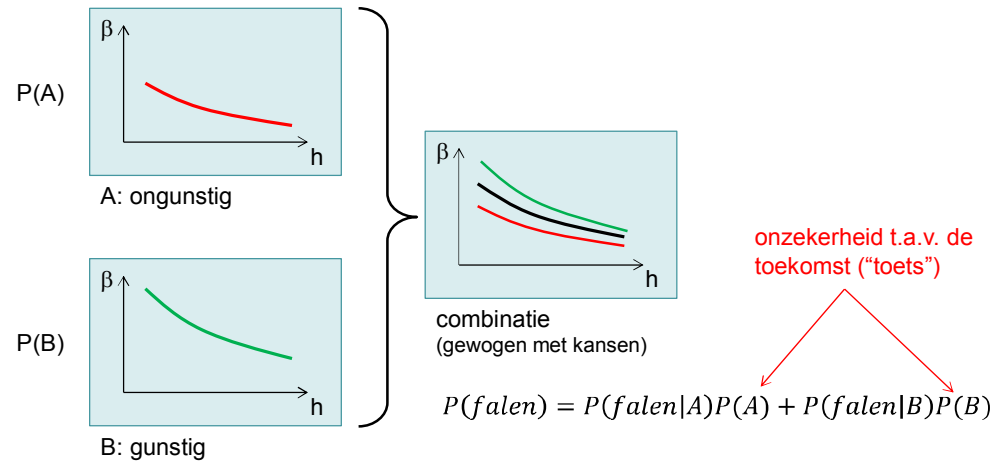 P(A)
β
h
A: ongunstig
P(B)
β
h
B: gunstig
β
h
combinatie
(gewogen met kansen)
onzekerheid t.a.v. de
toekomst (“toets”)
P(falen) = P(falen|A)P(A) + P(falen|B)P(B)